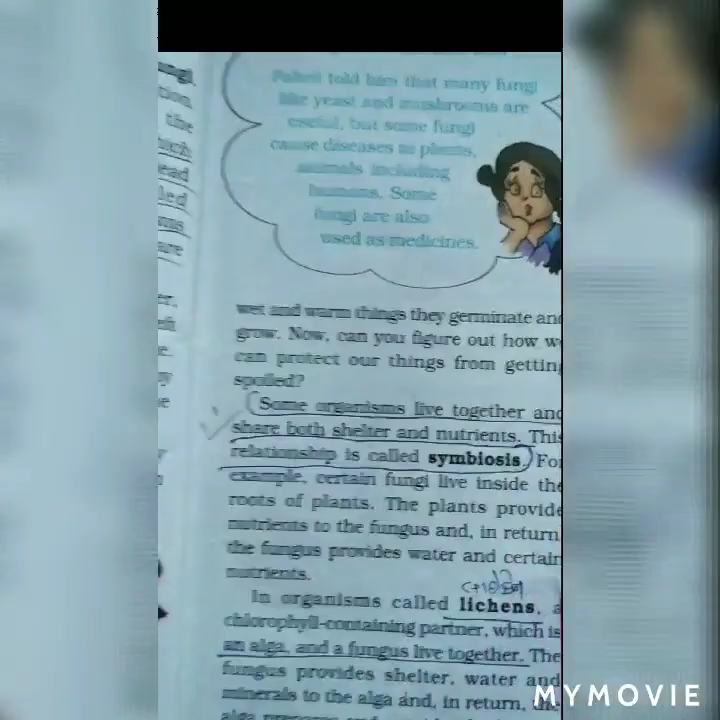 Paheli told him that many fungi
like yeast and mushrooms are
useful, but some fungi
cause diseases in plants,
animals including
humans. Some
fungi are also
used as medicines.
wet and warm things they germinate and
grow. Now, can you figure out how w
can protect our things from getting
spoiled?
(Some organisms live together and
share both shelter and nutrients. This
relationship is called symbiosis.) For
example, certain fungi live inside the
roots of plants. The plants provide
nutrients to the fungus and, in return,
the fungus provides water and certain
nutrients.
In organisms called lichens, a
chlorophyll-containing partner, which is
an alga, and a fungus live together. The
fungus provides shelter, water and
minerals to the alga and, in return, the
MYMOVIE